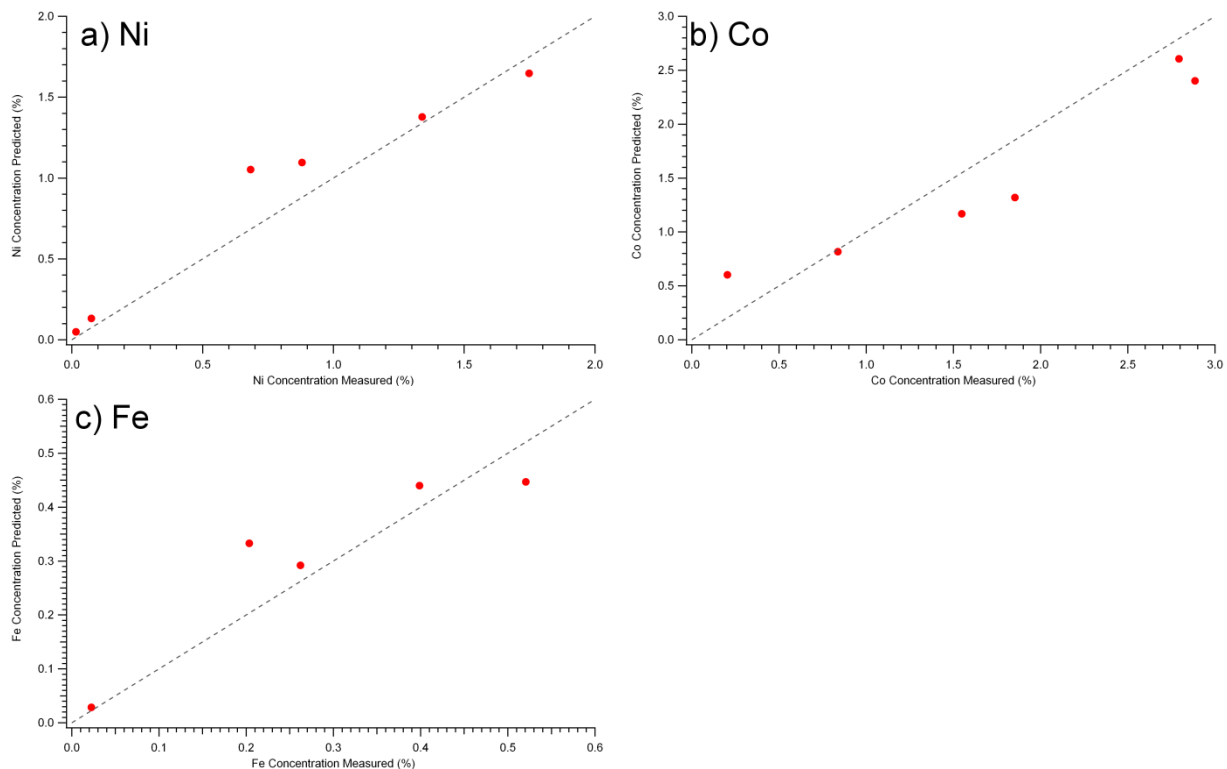 a) Ni
2.0
1.5
1.0
0.5
0.0
Ni Concentration Predicted (%)
0.0 0.5 1.0 1.5 2.0
Ni Concentration Measured (%)
b) Co
3.0
2.5
2.0
1.5
1.0
0.5
0.0
Co Concentration Predicted (%)
0.0 1.0 1.5 2.0 2.5 3.0
Co Concentration Measured (%)
c) Fe
0.6
0.5
0.4
0.3
0.2
0.1
0.0
Fe Concentration Predicted (%)
0.0 0.1 0.2 0.3 0.4 0.5 0.6
Fe Concentration Measured (%)